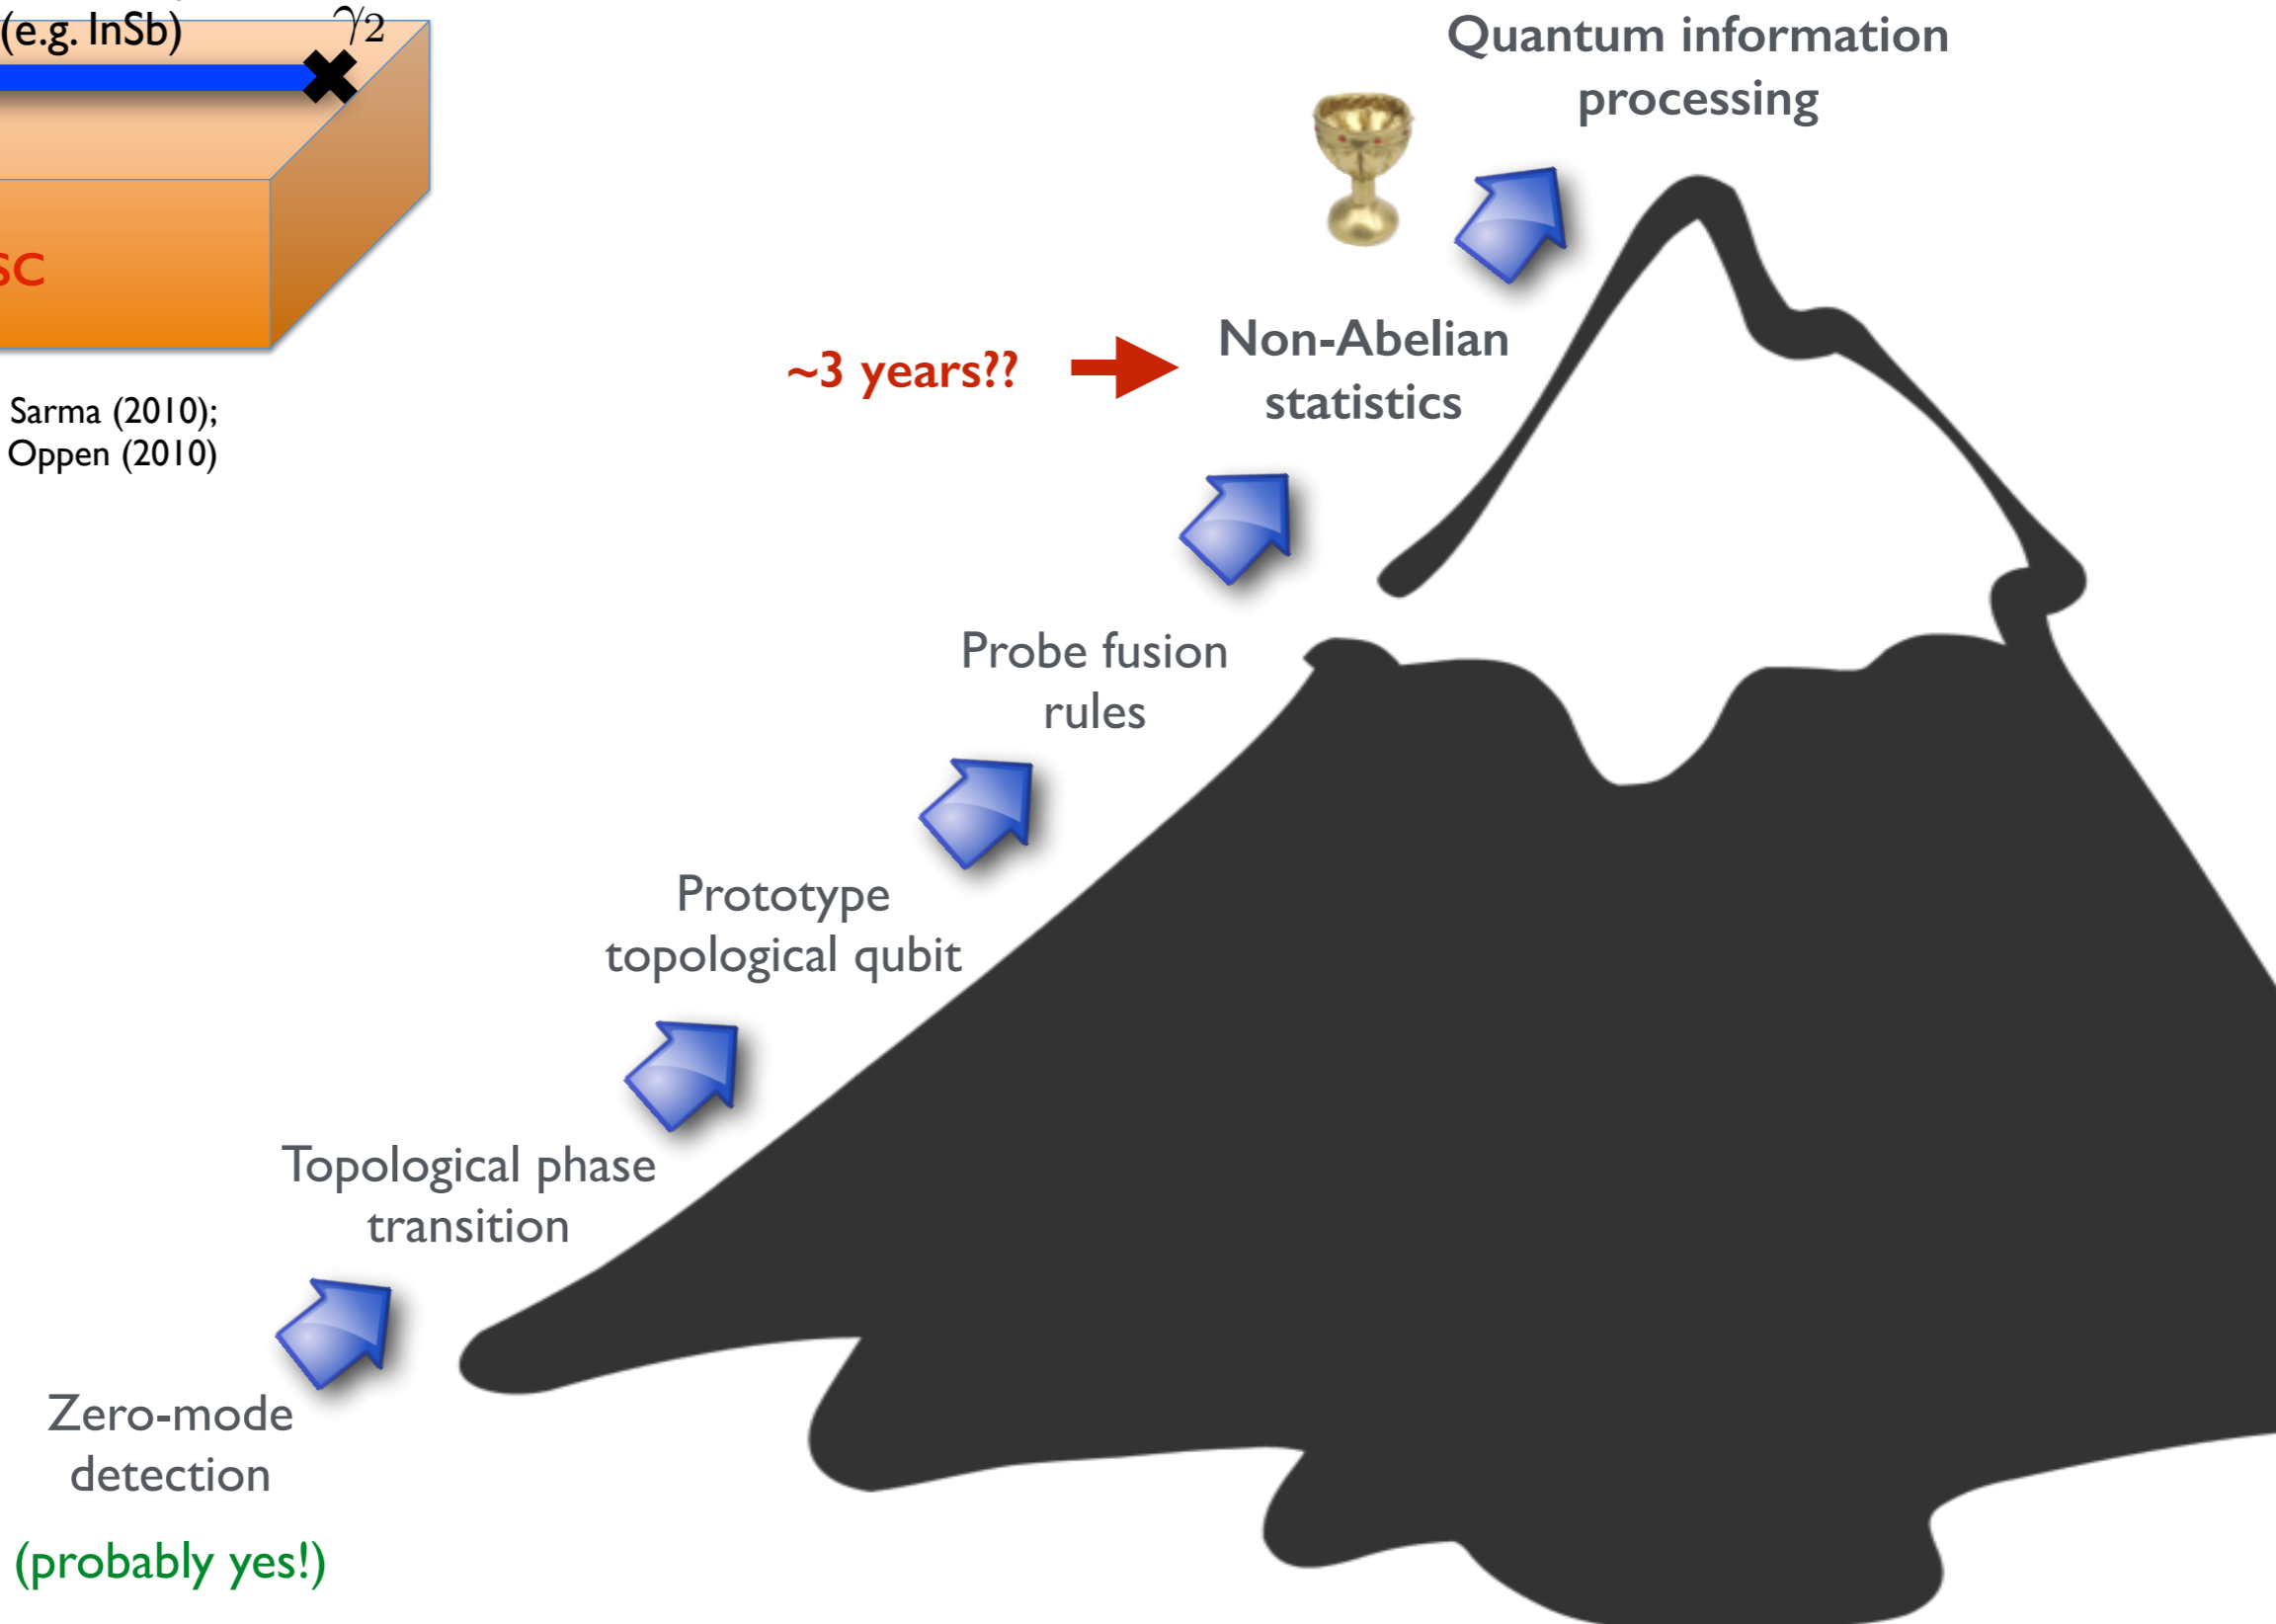 (e.g. InSb)
γ2
SC
Sarma (2010);
Oppen (2010)
Quantum information
processing
~3 years??
Non-Abelian
statistics
Probe fusion
rules
Prototype
topological qubit
Topological phase
transition
Zero-mode
detection
(probably yes!)